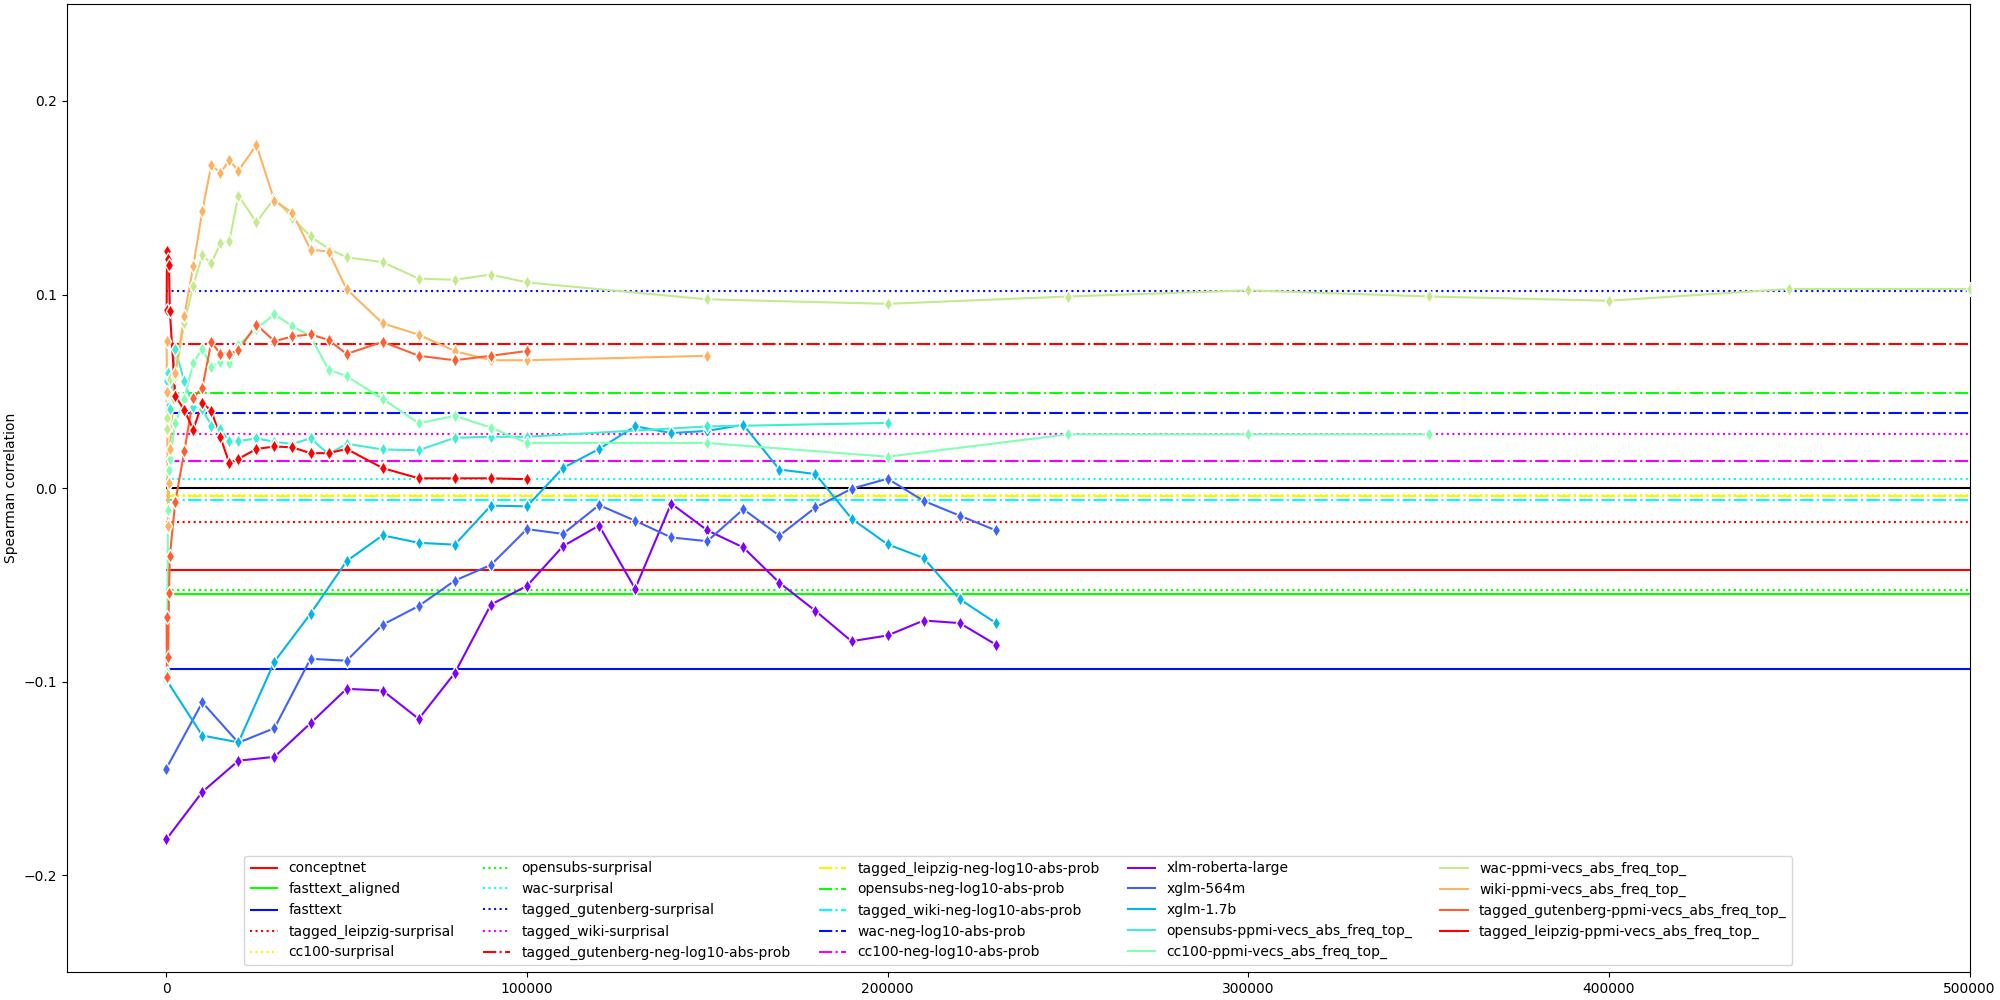 0.2
0.1
0.0
−0.1
−0.2
Spearman correlation
0
100000
200000
300000
400000
500000
conceptnet
fasttext_aligned
fasttext
tagged_leipzig-surprisal
cc100-surprisal
opensubs-surprisal
wac-surprisal
tagged_gutenberg-surprisal
tagged_wiki-surprisal
tagged_gutenberg-neg-log10-abs-prob
tagged_leipzig-neg-log10-abs-prob
opensubs-neg-log10-abs-prob
tagged_wiki-neg-log10-abs-prob
wac-neg-log10-abs-prob
cc100-neg-log10-abs-prob
xlm-roberta-large
xglm-564m
xglm-1.7b
opensubs-ppmi-vecs_abs_freq_top_
cc100-ppmi-vecs_abs_freq_top_
wac-ppmi-vecs_abs_freq_top_
wiki-ppmi-vecs_abs_freq_top_
tagged_gutenberg-ppmi-vecs_abs_freq_top_
tagged_leipzig-ppmi-vecs_abs_freq_top_